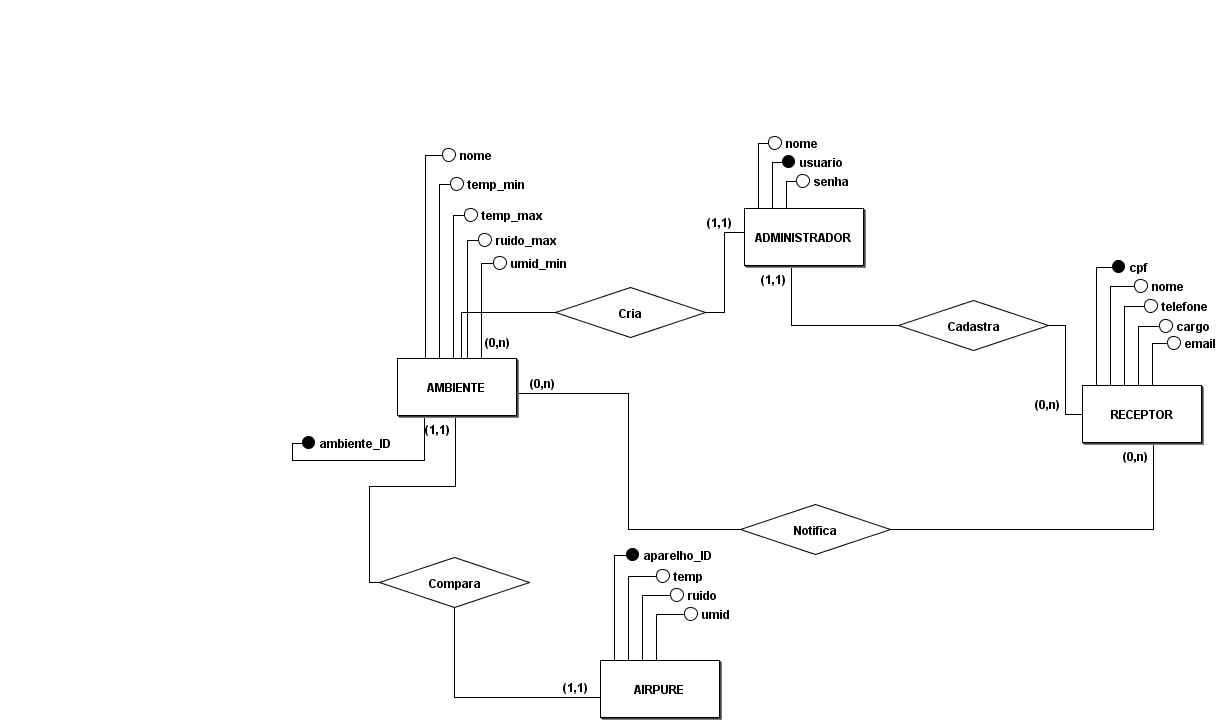 nome
temp_min
temp_max
ruido_max
umid_min
nome
usuario
senha
(1,1)
ADMINISTRADOR
(1,1)
Cria
(0,n)
Cadastra
cpf
nome
telefone
cargo
email
AMBIENTE
(0,n)
(0,n)
RECEPTOR
(1,1)
ambiente_ID
(0,n)
Notifica
aparelho_ID
temp
ruido
umid
Compara
(1,1)
AIRPURE